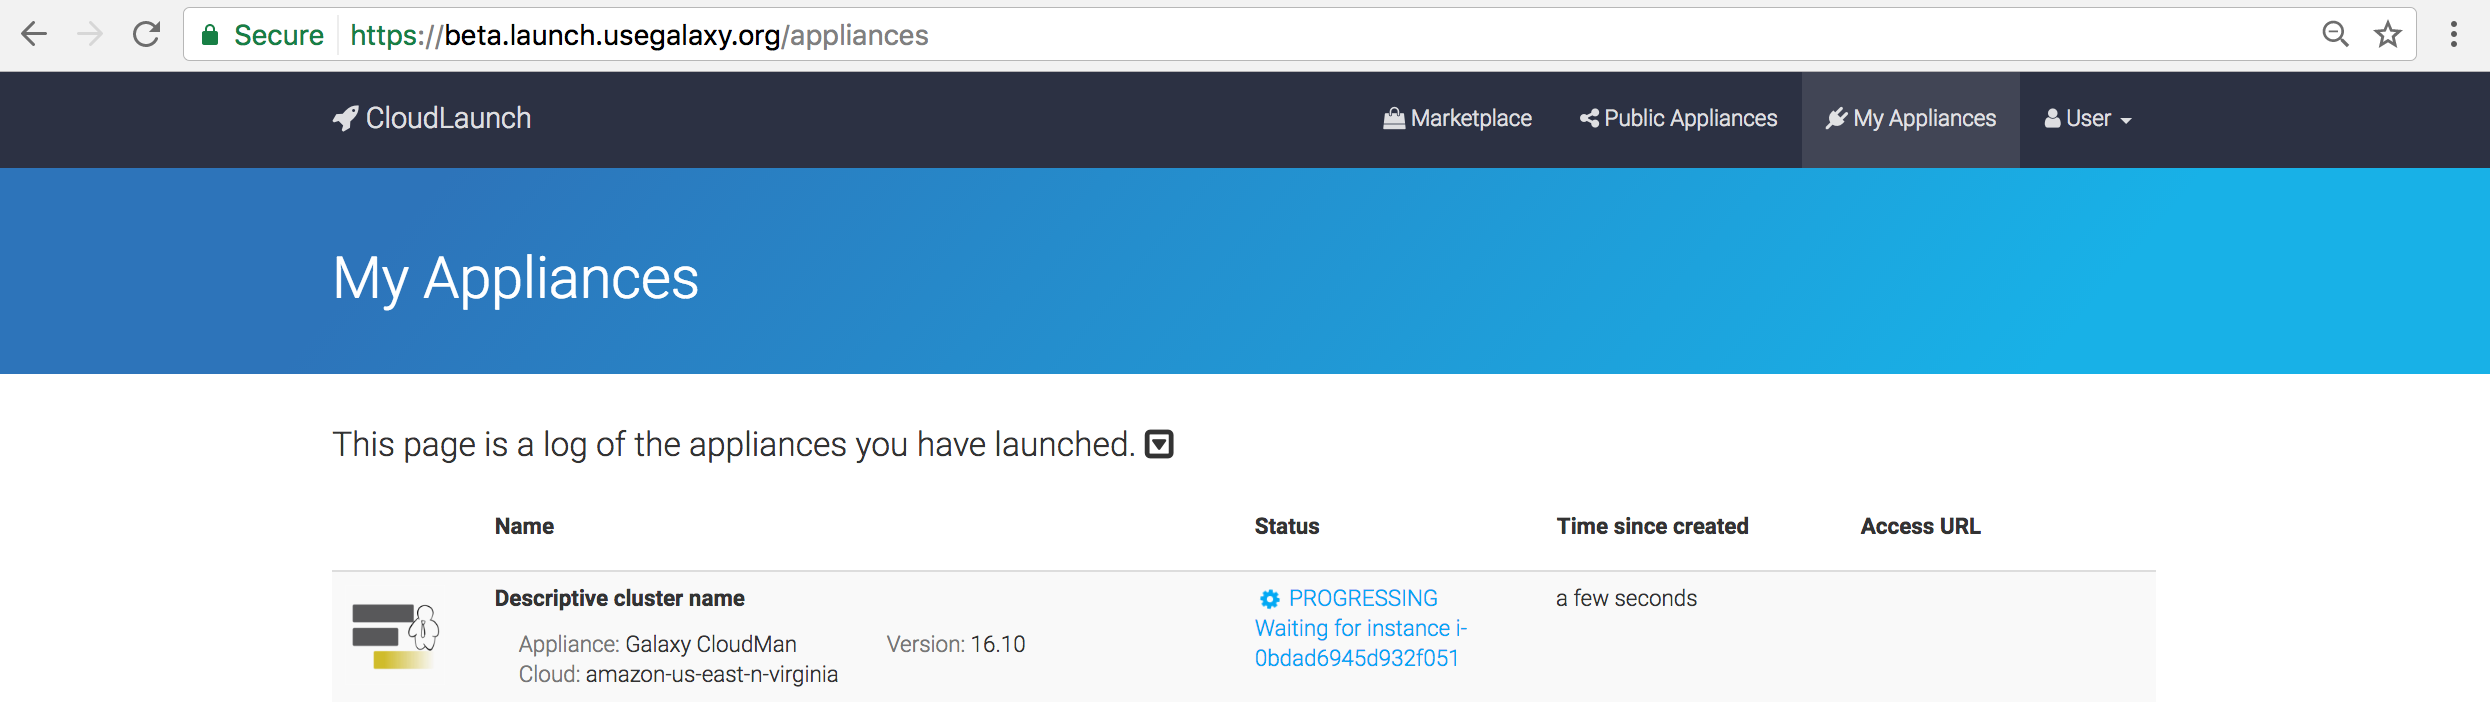 Secure https://beta.launch.usegalaxy.org/appliances
CloudLaunch Marketplace Public Appliances My Appliances User
My Appliances
This page is a log of the appliances you have launched.
Name Status Time since created Access URL
Descriptive cluster name PROGRESSING a few seconds
Waiting for instance i-
Appliance: Galaxy CloudMan Version: 16.10
0bdad6945d932f051
Cloud: amazon-us-east-n-virginia